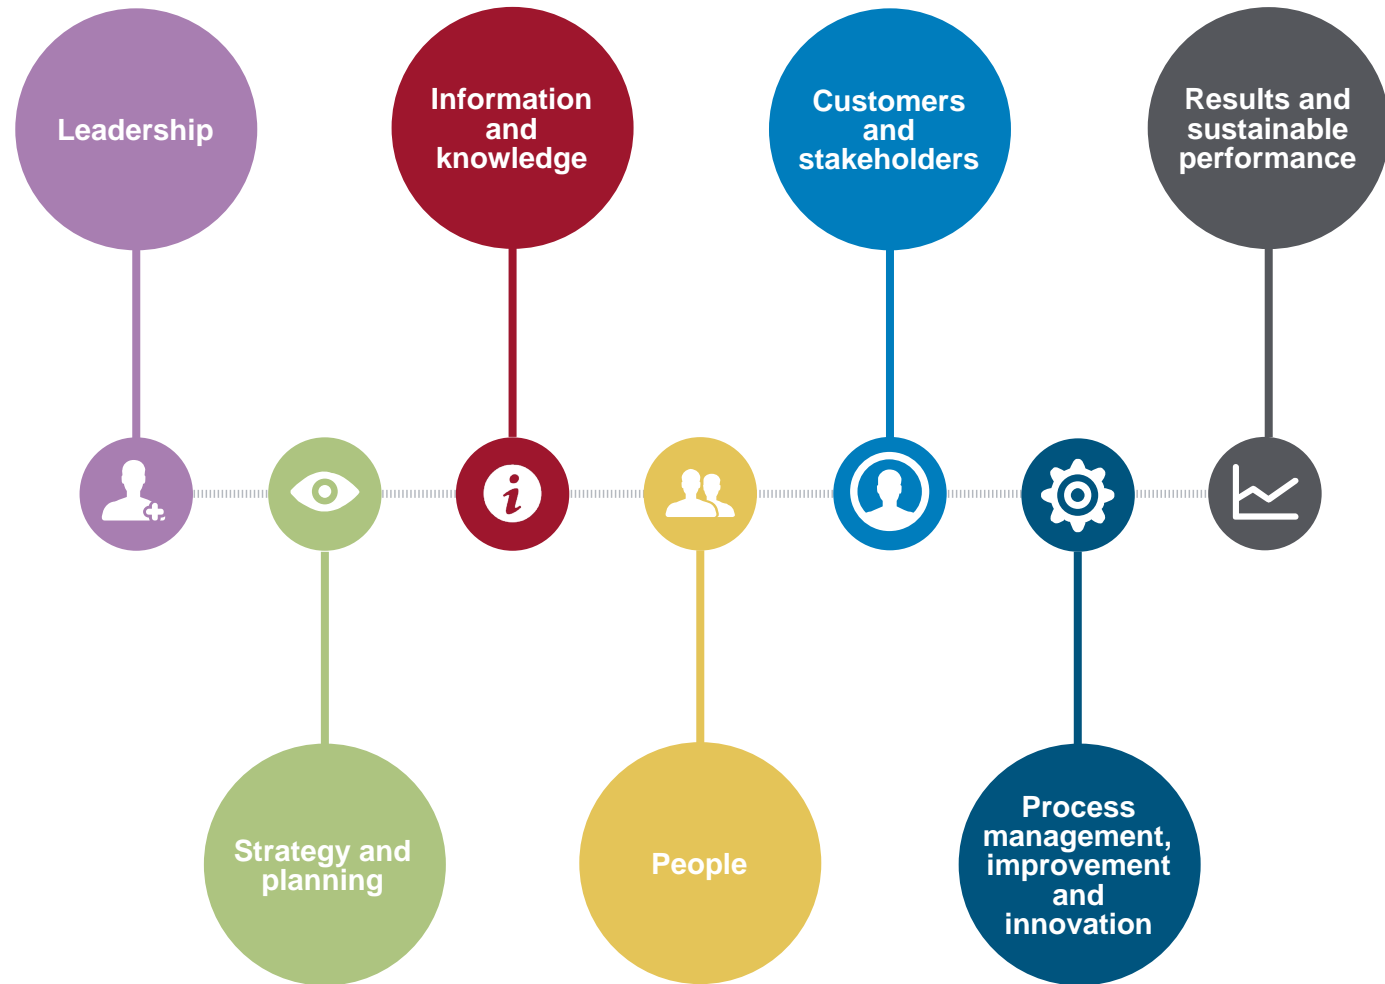 Leadership
Information
and
knowledge
Customers
and
stakeholders
Results and
sustainable
performance
i
Strategy and
planning
People
Process
management,
improvement
and
innovation